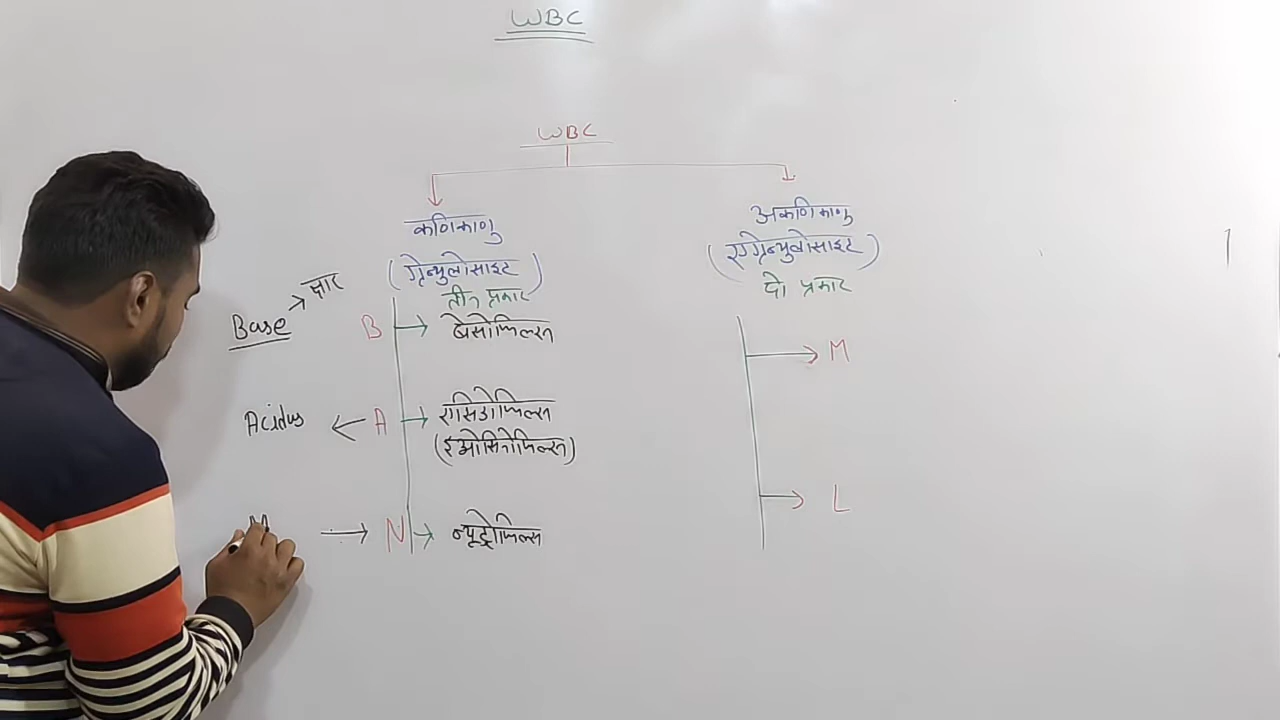 WBC
WBC
कणिकाणु
(ग्रेन्युलोसाइट)
तीन प्रकार
Base → क्षार
B → बेसोफिल्स
Acidus ← A → एसिडोफिल्स
(इओसिनोफिल्स)
→ N → न्यूट्रोफिल्स
अकणिकाणु
(एग्रेन्युलोसाइट)
दो प्रकार
→ M
→ L